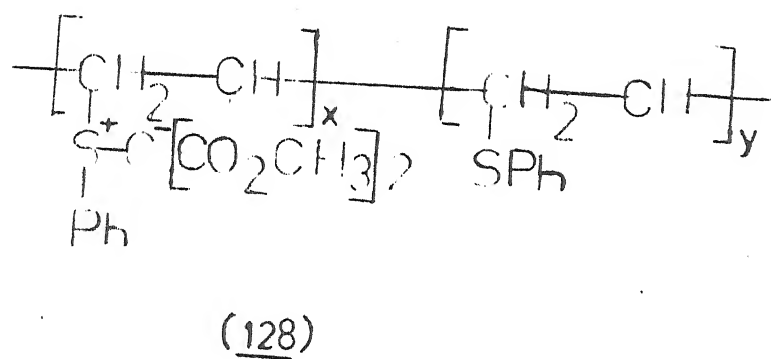 [CH₂—CH]x—[CH₂—CH]y
S⁺—C⁻[CO₂CH₃]₂ SPh
Ph
(128)